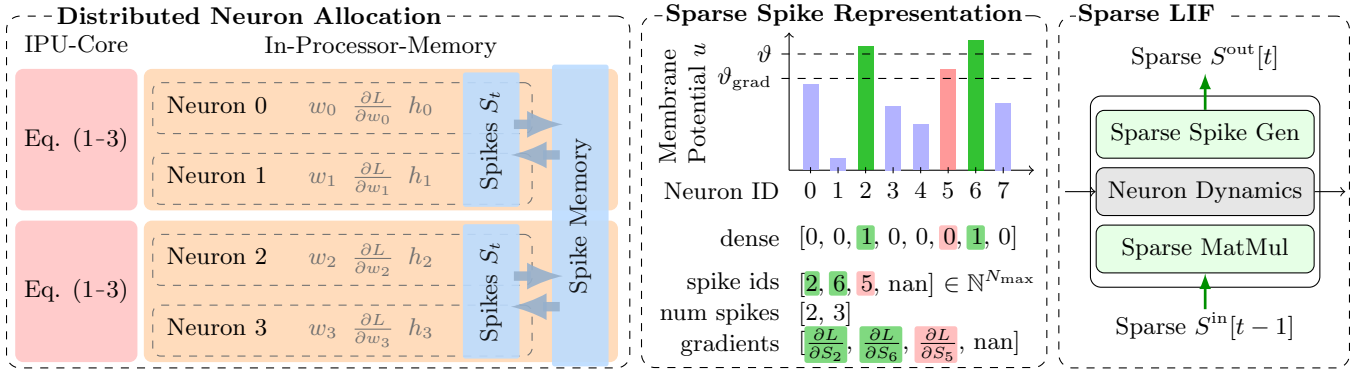 Distributed Neuron Allocation
IPU-Core
In-Processor-Memory
Eq. (1-3)
Neuron 0 w₀ ∂L/∂w₀ h₀
Neuron 1 w₁ ∂L/∂w₁ h₁
Spikes Sₜ
Eq. (1-3)
Neuron 2 w₂ ∂L/∂w₂ h₂
Neuron 3 w₃ ∂L/∂w₃ h₃
Spikes Sₜ
Spike Memory
Sparse Spike Representation
Membrane
Potential u
ϑ
ϑ_grad
Neuron ID 0 1 2 3 4 5 6 7
dense [0, 0, 1, 0, 0, 0, 1, 0]
spike ids [2, 6, 5, nan] ∈ ℕ^{N_max}
num spikes [2, 3]
gradients [∂L/∂S₂, ∂L/∂S₆, ∂L/∂S₅, nan]
Sparse LIF
Sparse S^out[t]
Sparse Spike Gen
Neuron Dynamics
Sparse MatMul
Sparse S^in[t − 1]